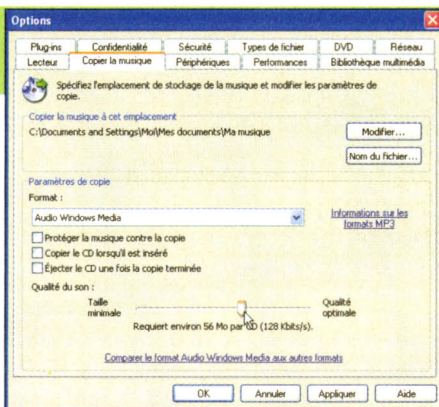 Options
Plug-ins Confidentialité Sécurité Types de fichier DVD Réseau
Lecteur Copier la musique Périphériques Performances Bibliothèque multimédia
Spécifiez l'emplacement de stockage de la musique et modifier les paramètres de
copie.
Copier la musique à cet emplacement
C:\Documents and Settings\Moi\Mes documents\Ma musique
Modifier...
Nom du fichier...
Paramètres de copie
Format :
Audio Windows Media
Informations sur les
formats MP3
Protéger la musique contre la copie
Copier le CD lorsqu'il est inséré
Éjecter le CD une fois la copie terminée
Qualité du son :
Taille
minimale
Qualité
optimale
Requiert environ 56 Mo par CD (128 Kbits/s).
Comparer le format Audio Windows Media aux autres formats
OK Annuler Appliquer Aide